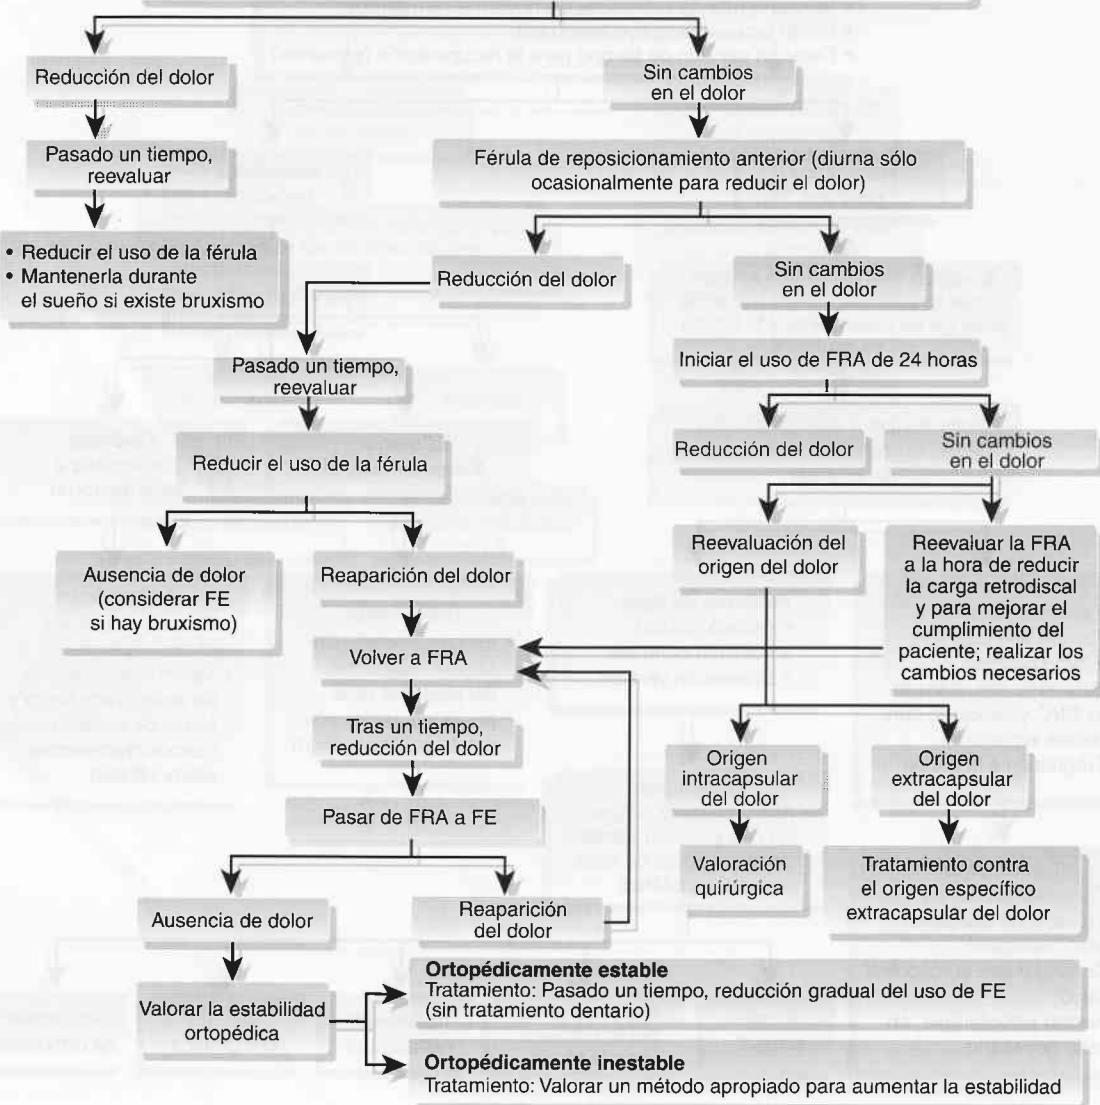 Reducción del dolor
Sin cambios
en el dolor
Pasado un tiempo,
reevaluar
Férula de reposicionamiento anterior (diurna sólo
ocasionalmente para reducir el dolor)
• Reducir el uso de la férula
• Mantenerla durante
el sueño si existe bruxismo
Reducción del dolor
Sin cambios
en el dolor
Pasado un tiempo,
reevaluar
Iniciar el uso de FRA de 24 horas
Reducir el uso de la férula
Reducción del dolor
Sin cambios
en el dolor
Ausencia de dolor
(considerar FE
si hay bruxismo)
Reaparición del dolor
Reevaluación del
origen del dolor
Reevaluar la FRA
a la hora de reducir
la carga retrodiscal
y para mejorar el
cumplimiento del
paciente; realizar los
cambios necesarios
Volver a FRA
Tras un tiempo,
reducción del dolor
Origen
intracapsular
del dolor
Origen
extracapsular
del dolor
Pasar de FRA a FE
Valoración
quirúrgica
Tratamiento contra
el origen específico
extracapsular del dolor
Ausencia de dolor
Reaparición
del dolor
Valorar la estabilidad
ortopédica
Ortopédicamente estable
Tratamiento: Pasado un tiempo, reducción gradual del uso de FE
(sin tratamiento dentario)
Ortopédicamente inestable
Tratamiento: Valorar un método apropiado para aumentar la estabilidad